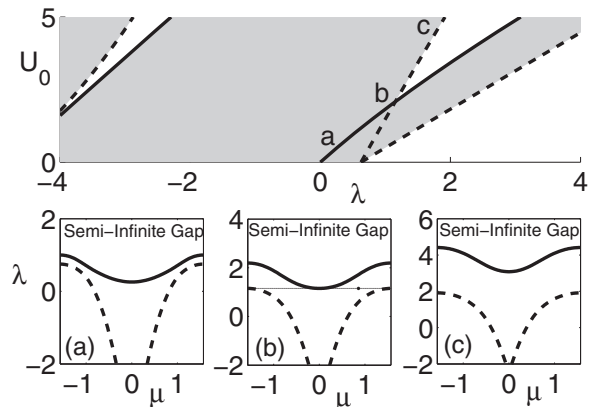 5
U₀
c
b
a
0
−4 −2 0 λ 2 4
2 4 6
Semi−Infinite Gap Semi−Infinite Gap Semi−Infinite Gap
2 4
λ 0 2
0 0
(a) (b) (c)
−2 −2 −2
−1 0 μ 1 −1 0 μ 1 −1 0 μ 1